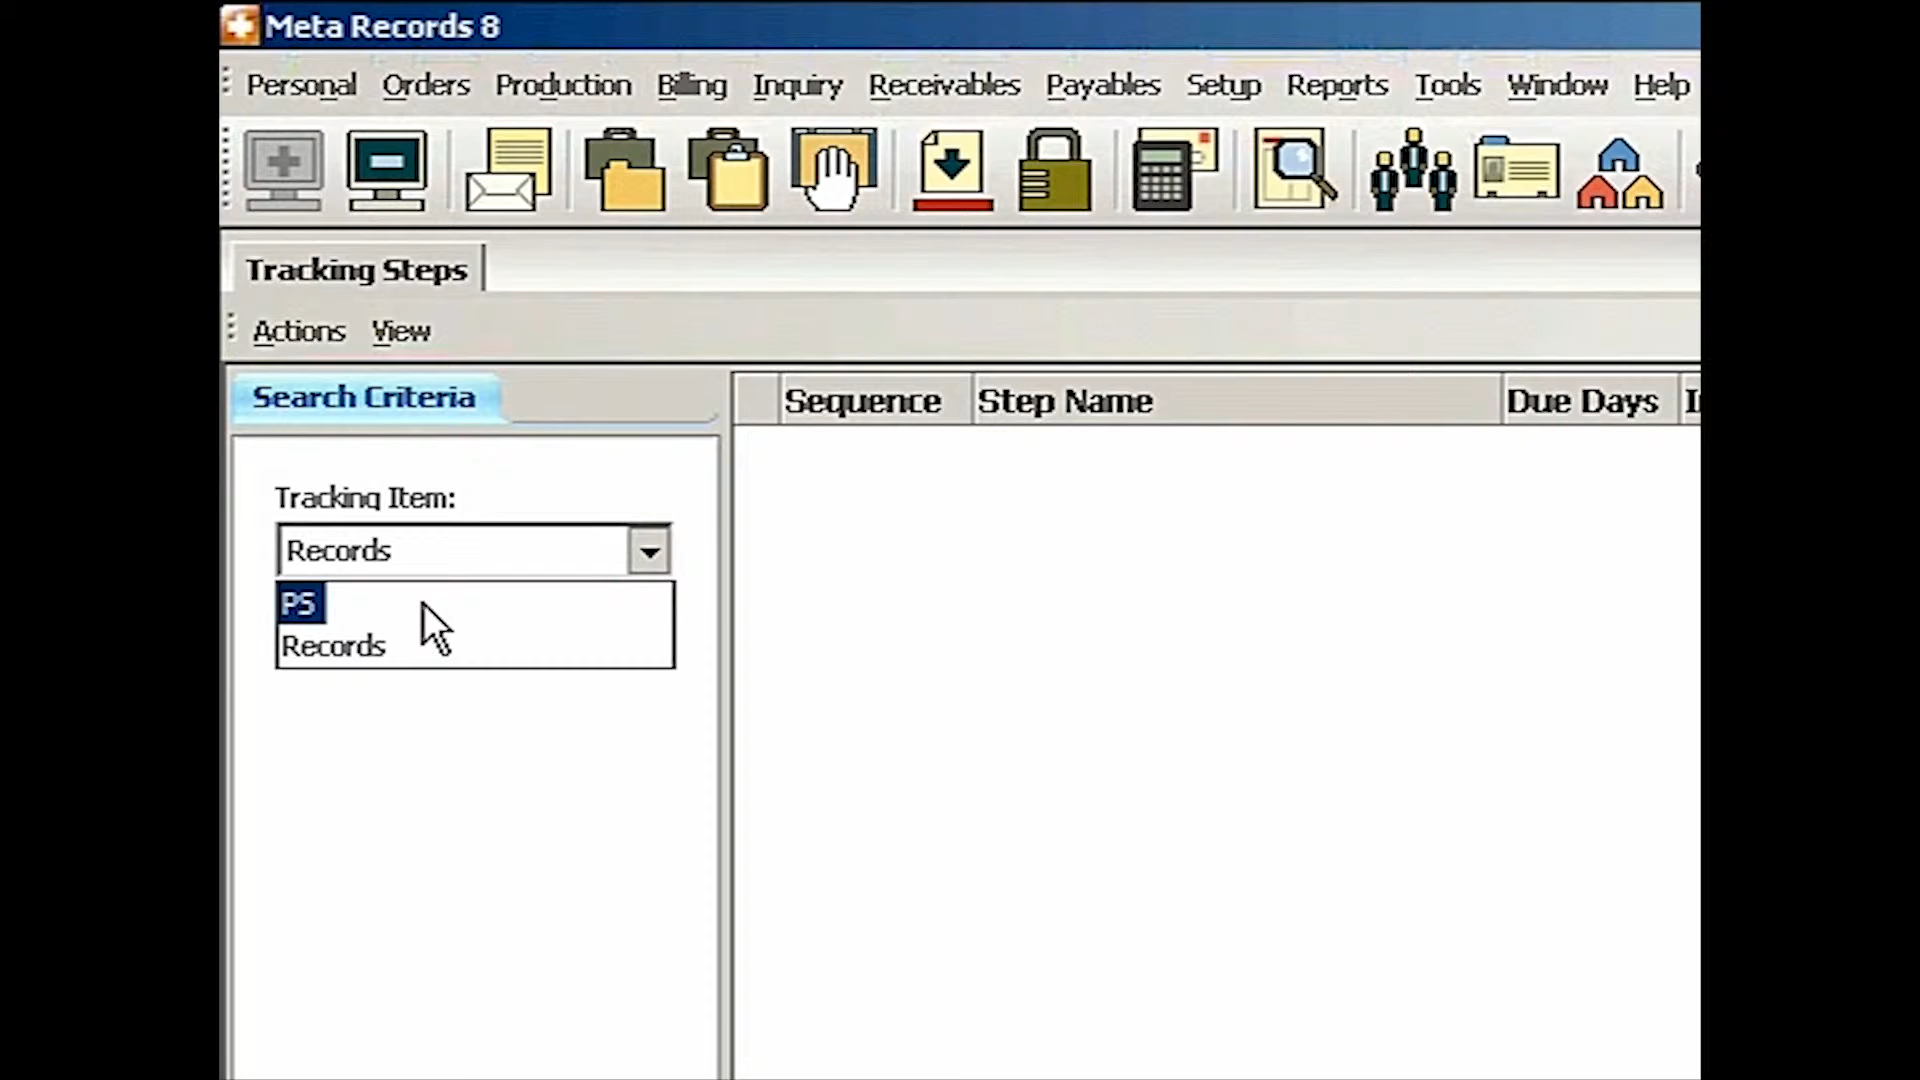 Meta Records 8
Personal Orders Production Billing Inquiry Receivables Payables Setup Reports Tools Window Help
Tracking Steps
Actions View
Search Criteria
Sequence Step Name Due Days
Tracking Item:
Records
PS
Records